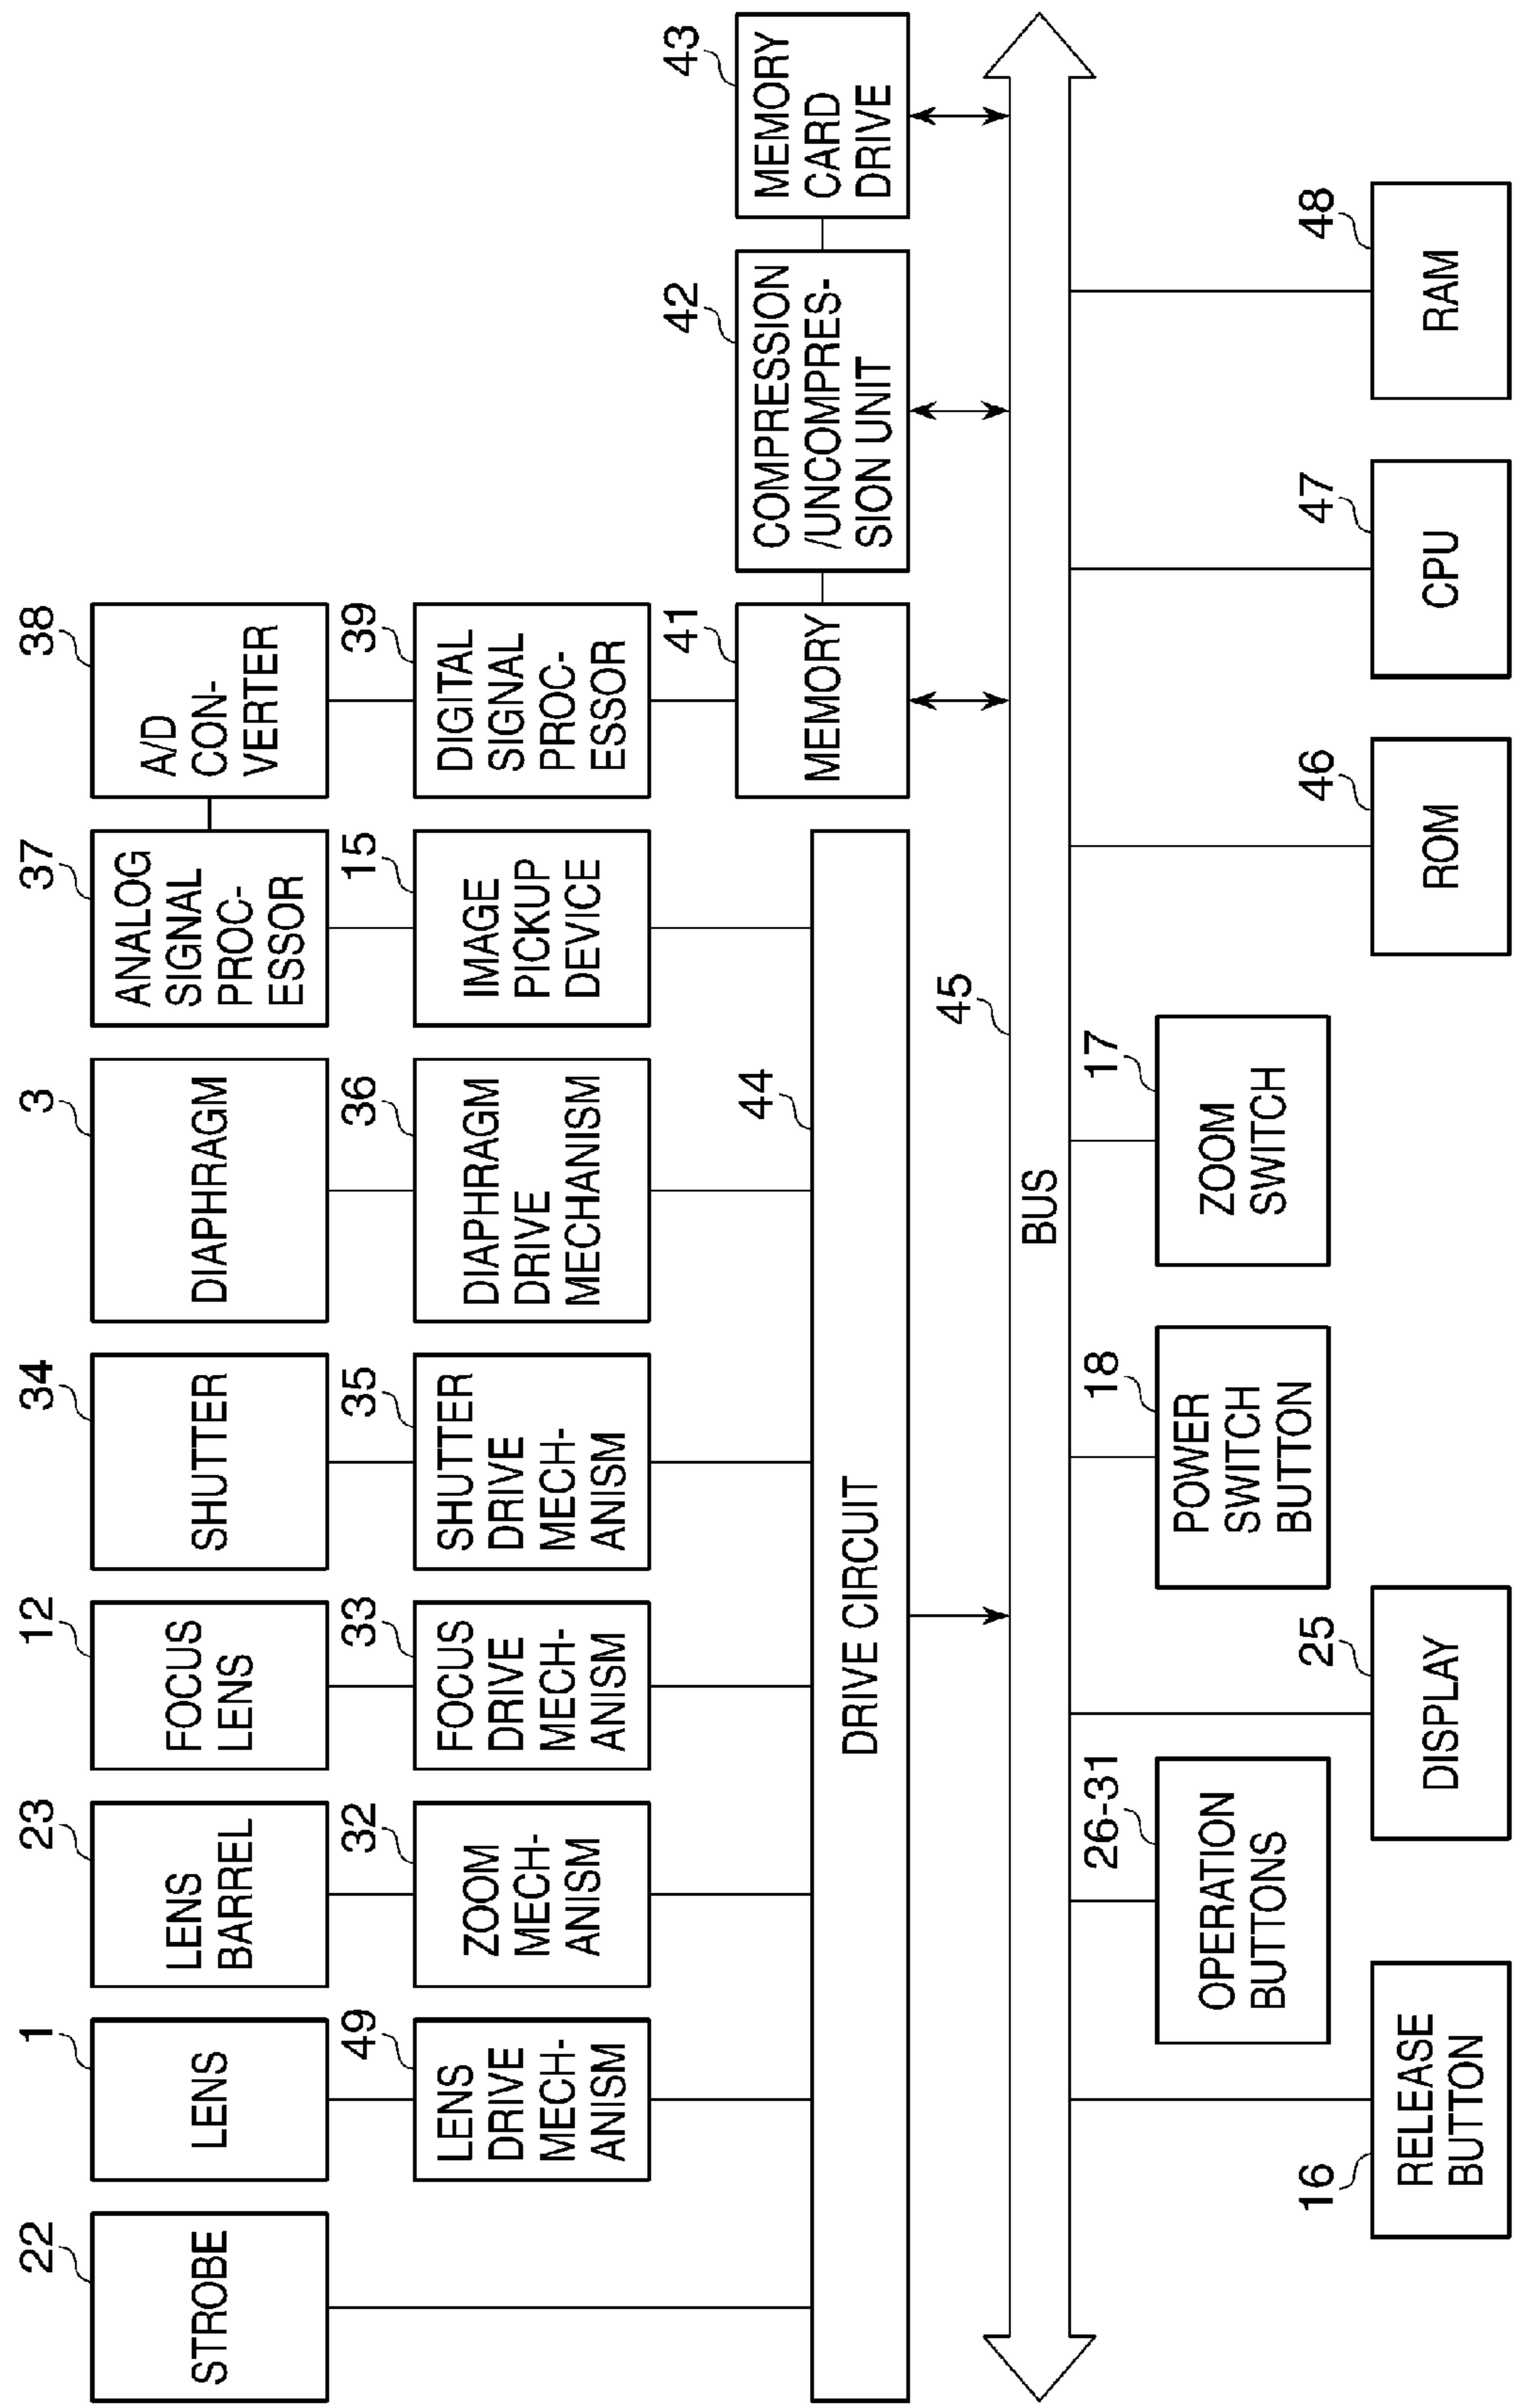 22
STROBE
1
LENS
23
LENS
BARREL
12
FOCUS
LENS
34
SHUTTER
3
DIAPHRAGM
37
ANALOG
SIGNAL
PROC-
ESSOR
38
A/D
CON-
VERTER
49
LENS
DRIVE
MECH-
ANISM
32
ZOOM
MECH-
ANISM
33
FOCUS
DRIVE
MECH-
ANISM
35
SHUTTER
DRIVE
MECH-
ANISM
36
DIAPHRAGM
DRIVE
MECHANISM
15
IMAGE
PICKUP
DEVICE
39
DIGITAL
SIGNAL
PROC-
ESSOR
44
DRIVE CIRCUIT
41
MEMORY
42
COMPRESSION
/UNCOMPRES-
SION UNIT
43
MEMORY
CARD
DRIVE
45
BUS
26-31
OPERATION
BUTTONS
18
POWER
SWITCH
BUTTON
17
ZOOM
SWITCH
16
RELEASE
BUTTON
25
DISPLAY
46
ROM
47
CPU
48
RAM